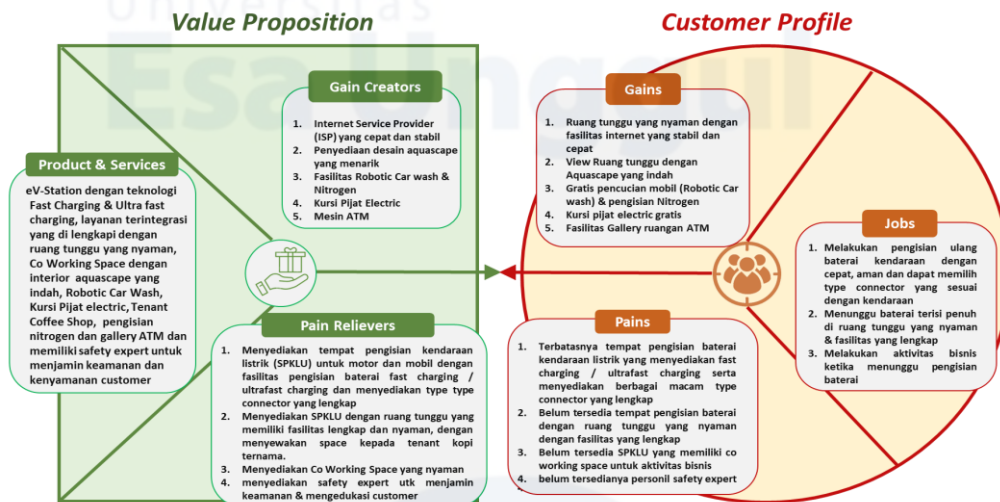 Universitas
Esa Unggul
Value Proposition
Customer Profile
Gain Creators
1. Internet Service Provider
(ISP) yang cepat dan stabil
2. Penyediaan desain aquascape
yang menarik
3. Fasilitas Robotic Car wash &
Nitrogen
4. Kursi Pijat Electric
5. Mesin ATM
Product & Services
eV-Station dengan teknologi
Fast Charging & Ultra fast
charging, layanan terintegrasi
yang di lengkapi dengan
ruang tunggu yang nyaman,
Co Working Space dengan
interior aquascape yang
indah, Robotic Car Wash,
Kursi Pijat electric, Tenant
Coffee Shop, pengisian
nitrogen dan gallery ATM dan
memiliki safety expert untuk
menjamin keamanan dan
kenyamanan customer
Pain Relievers
1. Menyediakan tempat pengisian kendaraan
listrik (SPKLU) untuk motor dan mobil dengan
fasilitas pengisian baterai fast charging /
ultrafast charging dan menyediakan type type
connector yang lengkap
2. Menyediakan SPKLU dengan ruang tunggu yang
memiliki fasilitas lengkap dan nyaman, dengan
menyewakan space kepada tenant kopi
ternama.
3. Menyediakan Co Working Space yang nyaman
4. menyediakan safety expert utk menjamin
keamanan & mengedukasi customer
Gains
1. Ruang tunggu yang nyaman dengan
fasilitas internet yang stabil dan
cepat
2. View Ruang tunggu dengan
Aquascape yang indah
3. Gratis pencucian mobil (Robotic Car
wash) & pengisian Nitrogen
4. Kursi pijat electric gratis
5. Fasilitas Gallery ruangan ATM
Jobs
1. Melakukan pengisian ulang
baterai kendaraan dengan
cepat, aman dan dapat memilih
type connector yang sesuai
dengan kendaraan
2. Menunggu baterai terisi penuh
di ruang tunggu yang nyaman
& fasilitas yang lengkap
3. Melakukan aktivitas bisnis
ketika menunggu pengisian
baterai
Pains
1. Terbatasnya tempat pengisian baterai
kendaraan listrik yang menyediakan fast
charging / ultrafast charging serta
menyediakan berbagai macam type
connector yang lengkap
2. Belum tersedia tempat pengisian baterai
dengan ruang tunggu yang nyaman
dengan fasilitas yang lengkap
3. Belum tersedia SPKLU yang memiliki co
working space untuk aktivitas bisnis
4. belum tersedianya personil safety expert